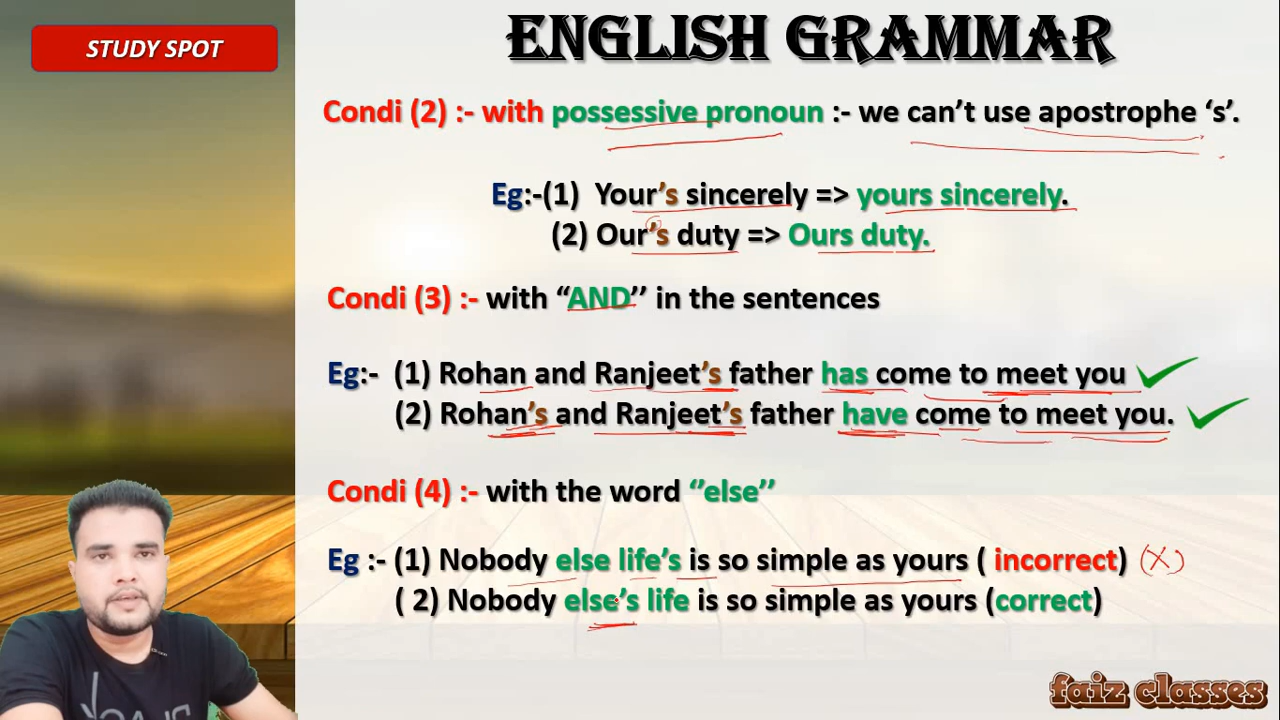 STUDY SPOT
ENGLISH GRAMMAR
Condi (2) :- with possessive pronoun :- we can't use apostrophe 's'.
Eg:-(1) Your's sincerely => yours sincerely.
(2) Our's duty => Ours duty.
Condi (3) :- with “AND’’ in the sentences
Eg:- (1) Rohan and Ranjeet's father has come to meet you
(2) Rohan's and Ranjeet's father have come to meet you.
Condi (4) :- with the word ‘’else’’
Eg :- (1) Nobody else life's is so simple as yours ( incorrect) (X)
( 2) Nobody else's life is so simple as yours (correct)
faiz classes